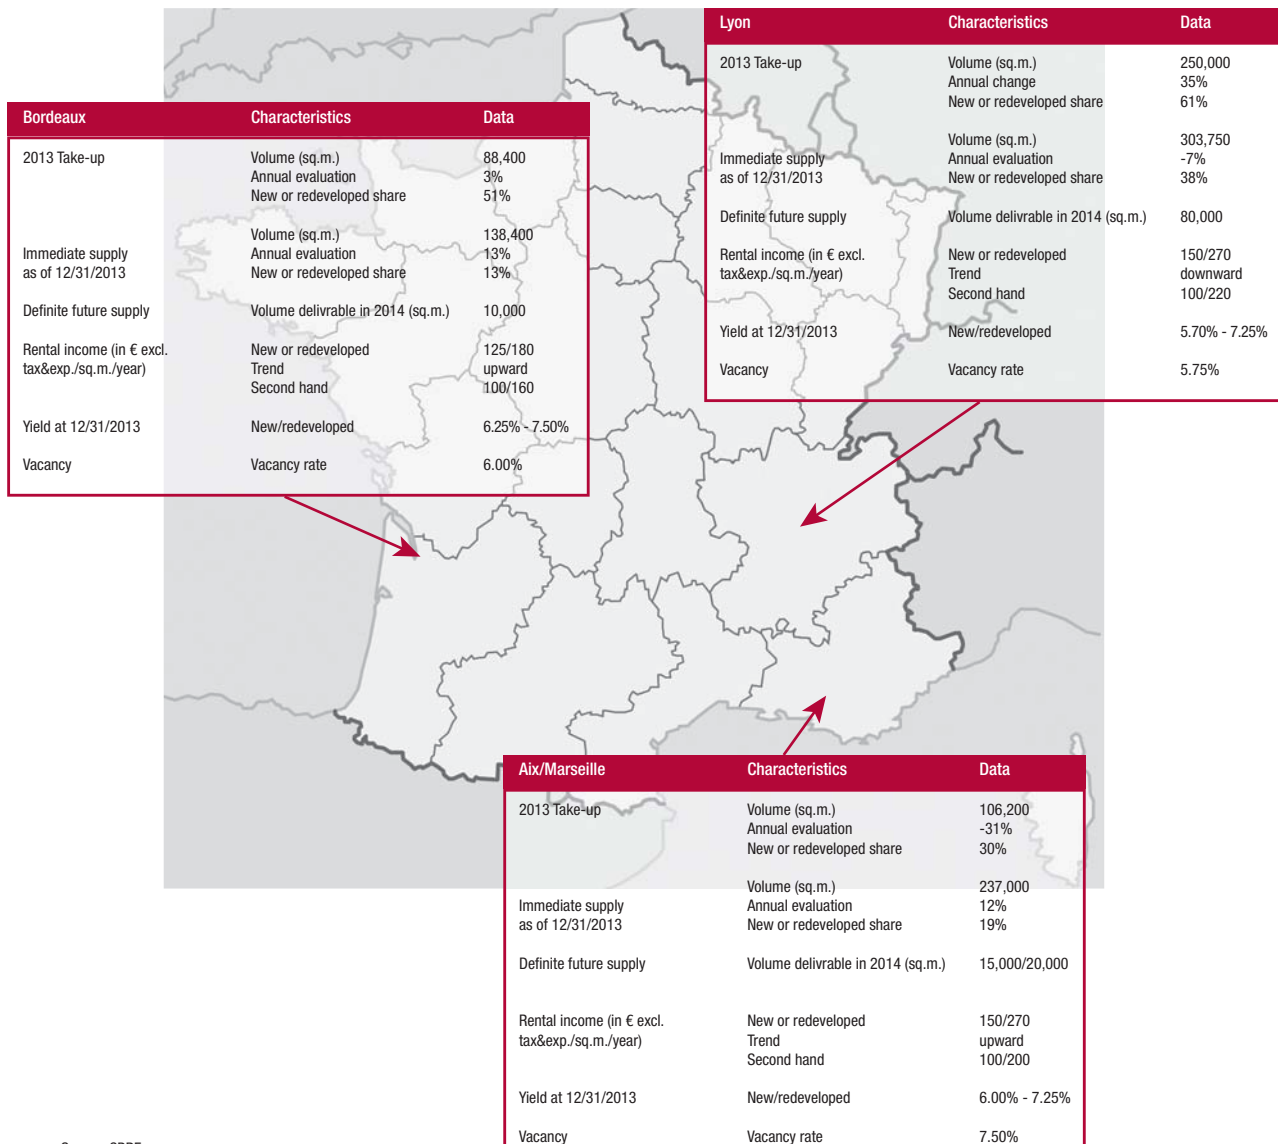 Lyon Characteristics Data
2013 Take-up Volume (sq.m.) 250,000
Annual change 35%
New or redeveloped share 61%
Volume (sq.m.) 303,750
Immediate supply Annual evaluation -7%
as of 12/31/2013 New or redeveloped share 38%
Definite future supply Volume delivrable in 2014 (sq.m.) 80,000
Rental income (in € excl. New or redeveloped 150/270
tax&exp./sq.m./year) Trend downward
Second hand 100/220
Yield at 12/31/2013 New/redeveloped 5.70% - 7.25%
Vacancy Vacancy rate 5.75%
Bordeaux Characteristics Data
2013 Take-up Volume (sq.m.) 88,400
Annual evaluation 3%
New or redeveloped share 51%
Volume (sq.m.) 138,400
Immediate supply Annual evaluation 13%
as of 12/31/2013 New or redeveloped share 13%
Definite future supply Volume delivrable in 2014 (sq.m.) 10,000
Rental income (in € excl. New or redeveloped 125/180
tax&exp./sq.m./year) Trend upward
Second hand 100/160
Yield at 12/31/2013 New/redeveloped 6.25% - 7.50%
Vacancy Vacancy rate 6.00%
Aix/Marseille Characteristics Data
2013 Take-up Volume (sq.m.) 106,200
Annual evaluation -31%
New or redeveloped share 30%
Volume (sq.m.) 237,000
Immediate supply Annual evaluation 12%
as of 12/31/2013 New or redeveloped share 19%
Definite future supply Volume delivrable in 2014 (sq.m.) 15,000/20,000
Rental income (in € excl. New or redeveloped 150/270
tax&exp./sq.m./year) Trend upward
Second hand 100/200
Yield at 12/31/2013 New/redeveloped 6.00% - 7.25%
Vacancy Vacancy rate 7.50%